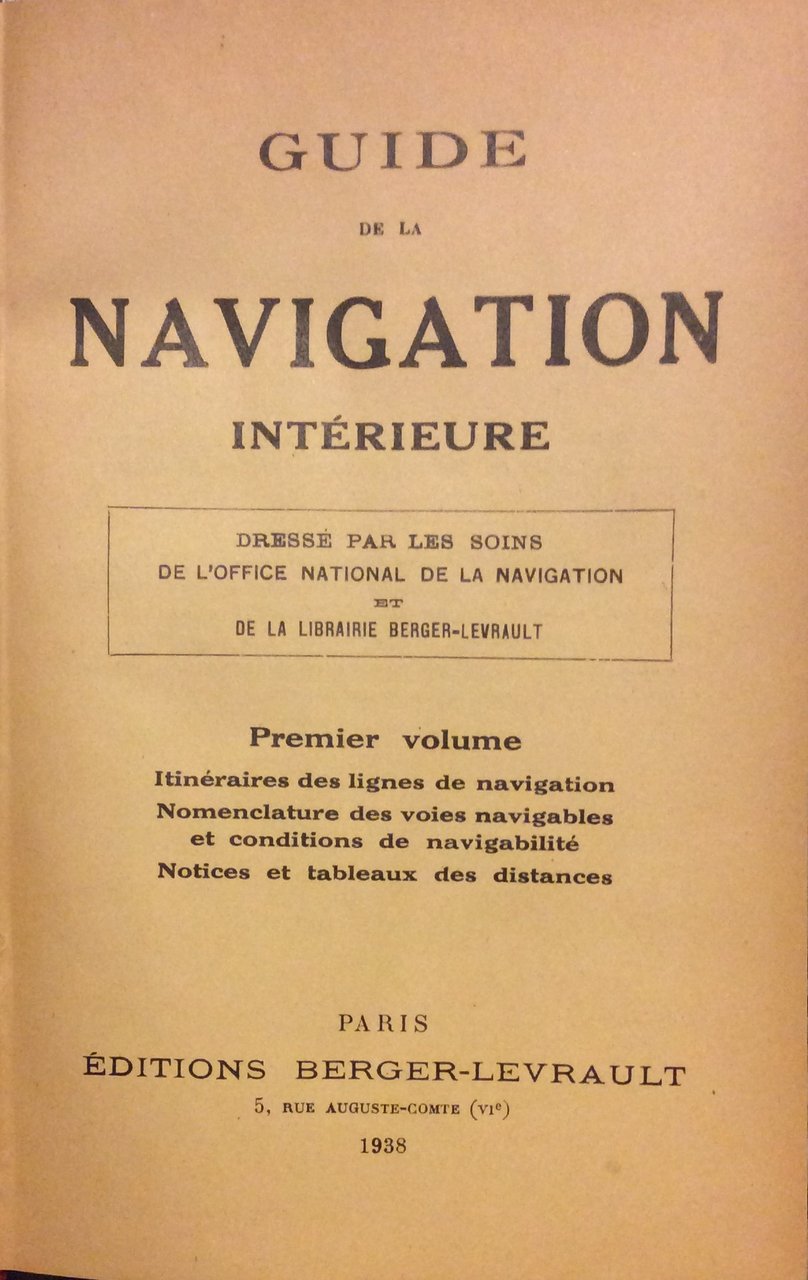 GUIDE
DE LA
NAVIGATION
INTÉRIEURE
DRESSÉ PAR LES SOINS
DE L'OFFICE NATIONAL DE LA NAVIGATION
ET
DE LA LIBRAIRIE BERGER-LEVRAULT
Premier volume
Itinéraires des lignes de navigation
Nomenclature des voies navigables
et conditions de navigabilité
Notices et tableaux des distances
PARIS
ÉDITIONS BERGER-LEVRAULT
5, RUE AUGUSTE-COMTE (VIᵉ)
1938